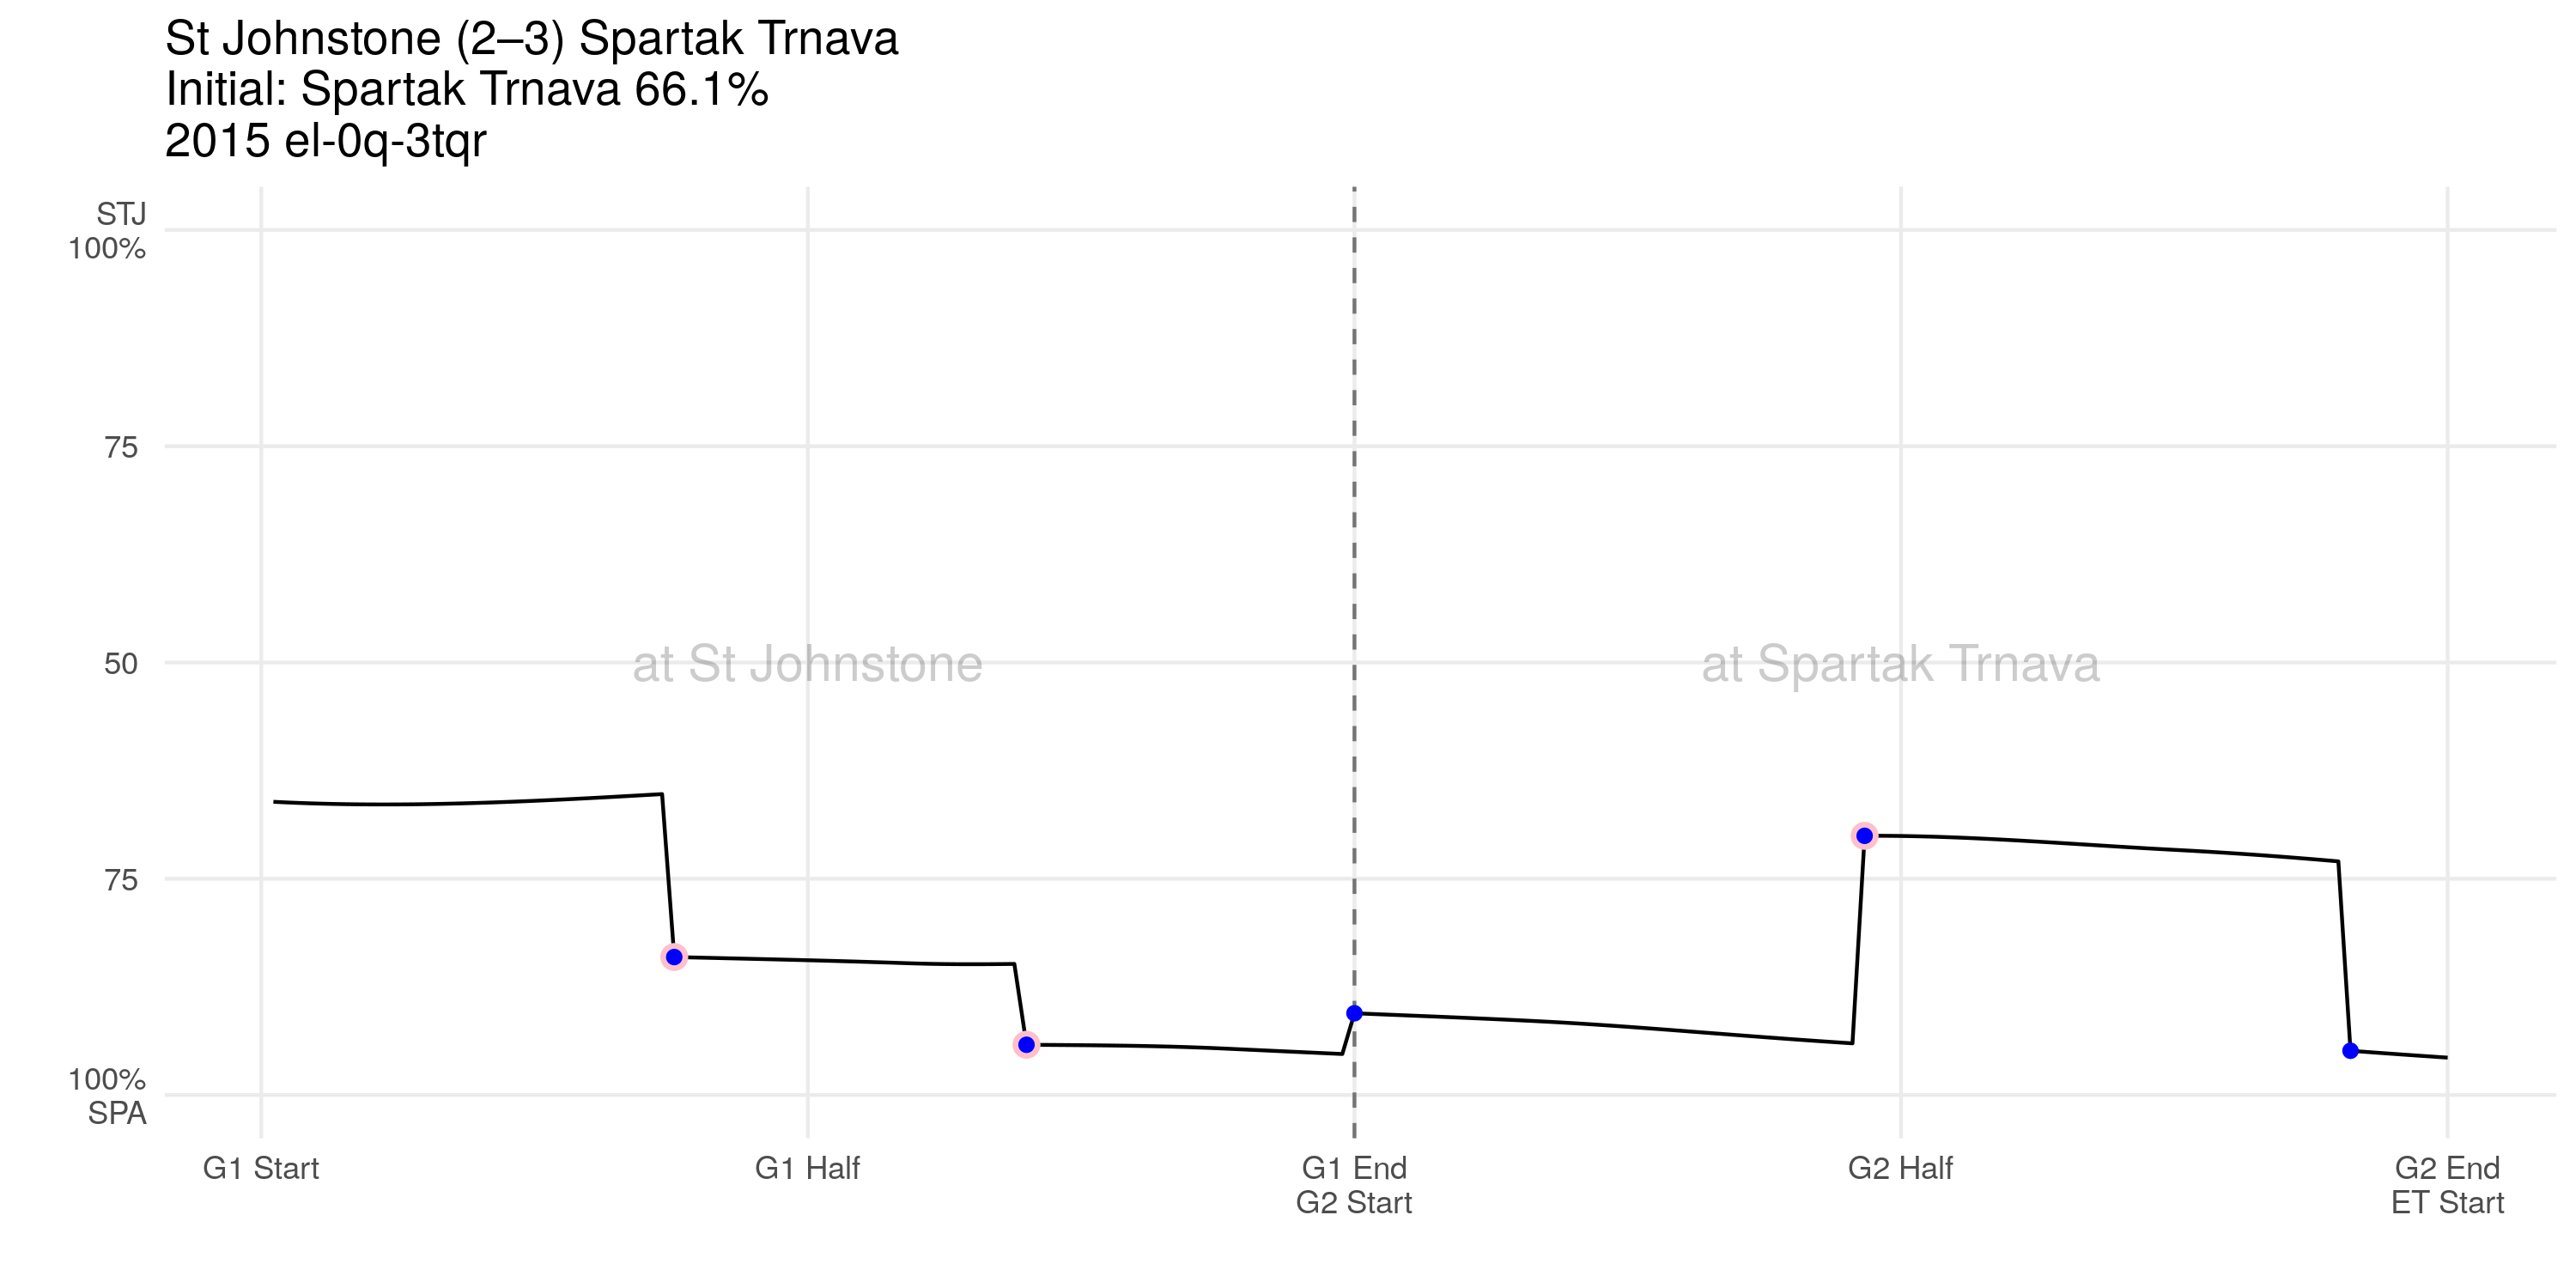 St Johnstone (2–3) Spartak Trnava
Initial: Spartak Trnava 66.1%
2015 el-0q-3tqr
STJ
100%
75
50
75
100%
SPA
at St Johnstone
at Spartak Trnava
G1 Start
G1 Half
G1 End
G2 Start
G2 Half
G2 End
ET Start